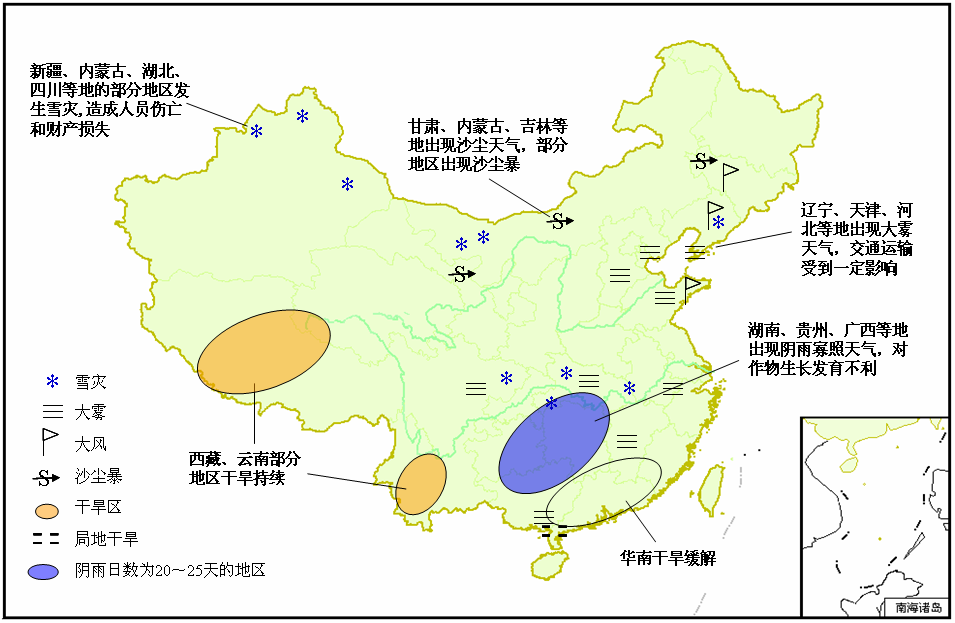 新疆、内蒙古、湖北、
四川等地的部分地区发
生雪灾,造成人员伤亡
和财产损失
甘肃、内蒙古、吉林等
地出现沙尘天气，部分
地区出现沙尘暴
辽宁、天津、河
北等地出现大雾
天气，交通运输
受到一定影响
湖南、贵州、广西等地
出现阴雨寡照天气，对
作物生长发育不利
西藏、云南部分
地区干旱持续
华南干旱缓解
雪灾
大雾
大风
沙尘暴
干旱区
局地干旱
阴雨日数为20～25天的地区
南海诸岛